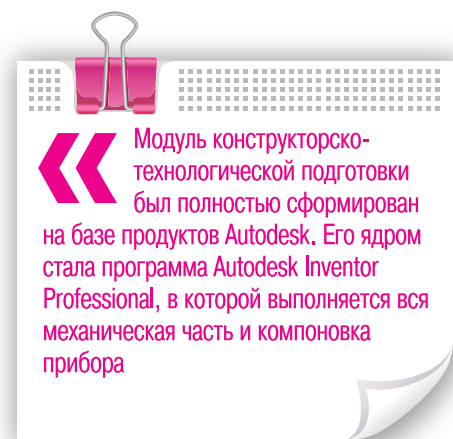 «
Модуль конструкторско-
технологической подготовки
был полностью сформирован
на базе продуктов Autodesk. Его ядром
стала программа Autodesk Inventor
Professional, в которой выполняется вся
механическая часть и компоновка
прибора